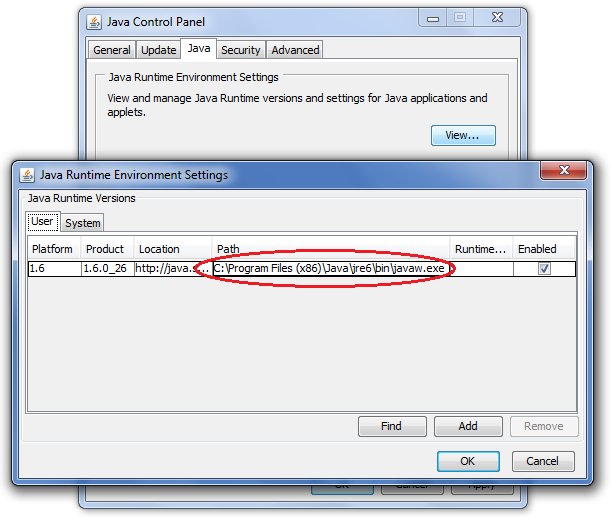 Java Control Panel
General Update Java Security Advanced
Java Runtime Environment Settings
View and manage Java Runtime versions and settings for Java applications and
applets.
View...
Java Runtime Environment Settings
Java Runtime Versions
User System
Platform Product Location Path Runtime... Enabled
1.6 1.6.0_26 http://java.s... C:\Program Files (x86)\Java\jre6\bin\javaw.exe
Find Add Remove
OK Cancel
OK Cancel Apply